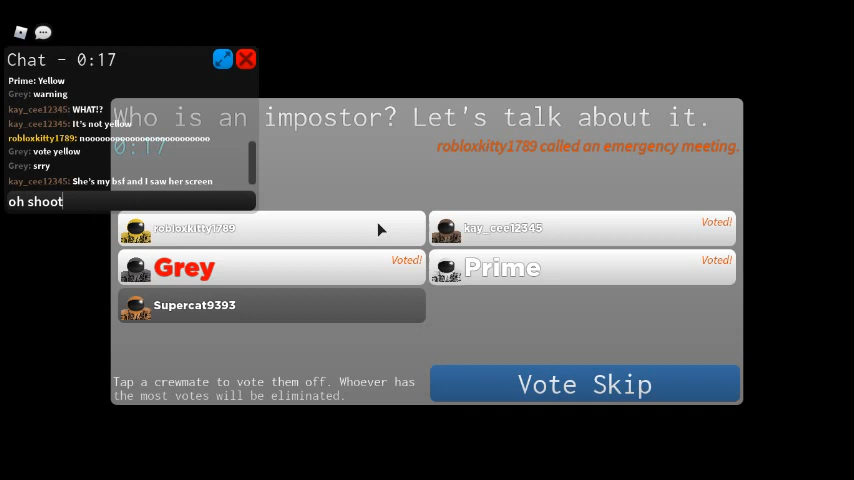 Chat - 0:17
Prime: Yellow
Grey: warning
kay_cee12345: WHAT!?
kay_cee12345: It's not yellow
robloxkitty1789: nooooooooooooooooooooooooo
Grey: vote yellow
Grey: srry
kay_cee12345: She's my bsf and I saw her screen
oh shoot
Who is an impostor? Let's talk about it.
0:17
robloxkitty1789 called an emergency meeting.
robloxkitty1789
kay_cee12345
Voted!
Grey
Voted!
Prime
Voted!
Supercat9393
Tap a crewmate to vote them off. Whoever has
the most votes will be eliminated.
Vote Skip